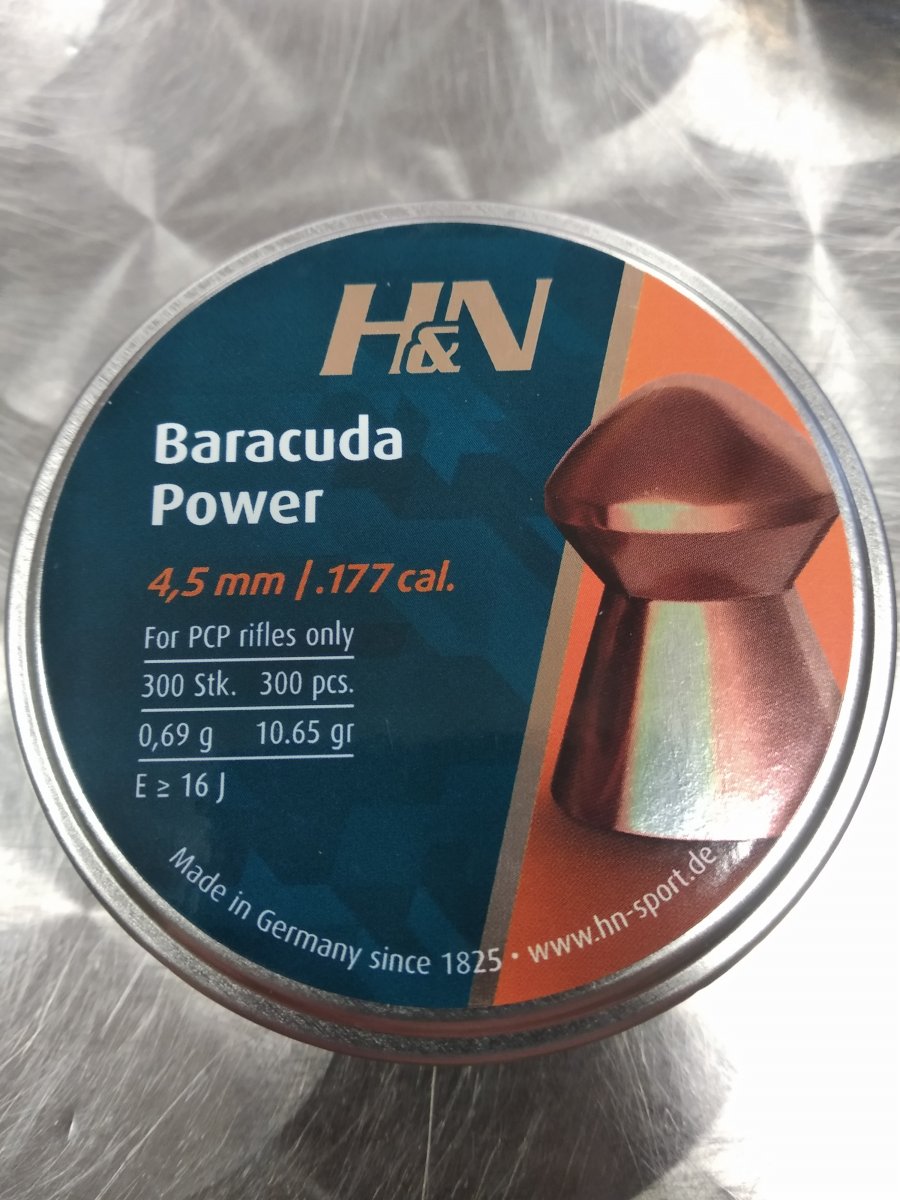 H&N
Baracuda
Power
4,5 mm / .177 cal.
For PCP rifles only
300 Stk. 300 pcs.
0,69 g 10.65 gr
E ≥ 16 J
Made in Germany since 1825 • www.hn-sport.de